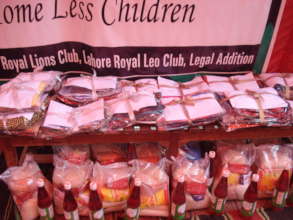 ome Less Children
Royal Lions Club, Lahore Royal Leo Club, Legal Addition